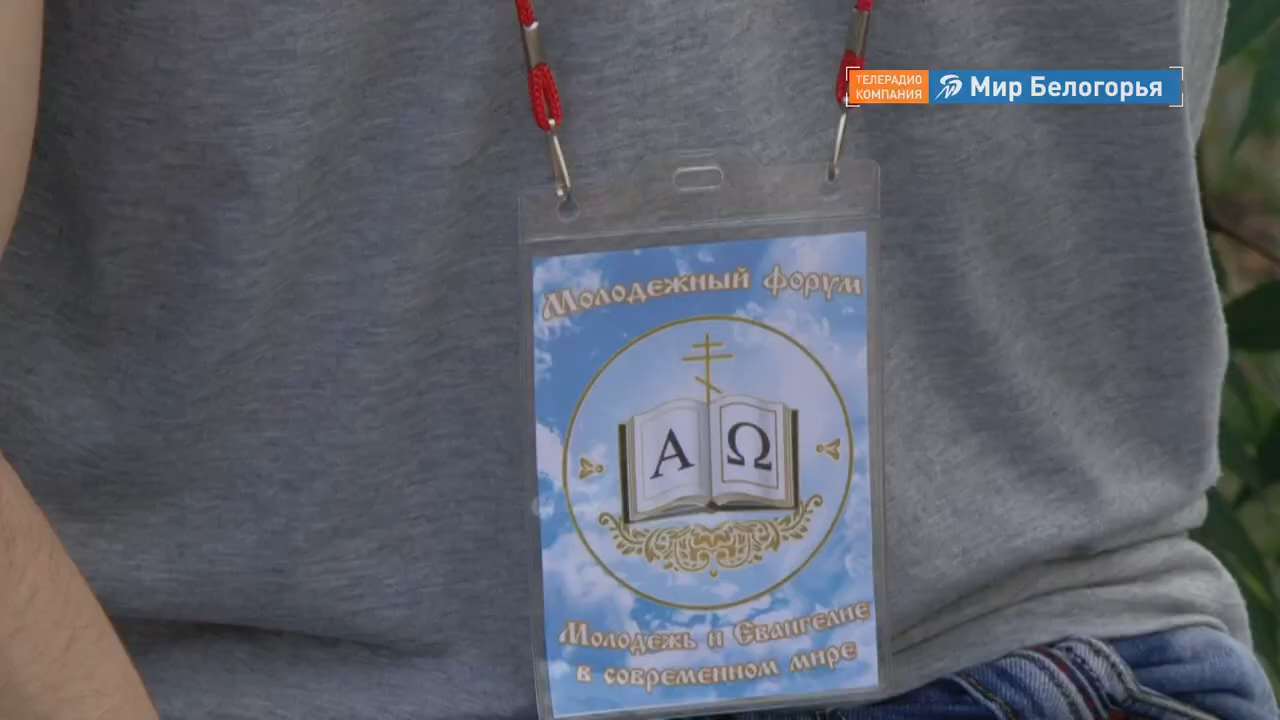 ТЕЛЕРАДИО
КОМПАНИЯ
Мир Белогорья
Молодежный форум
Α Ω
Молодежь и Евангелие
в современном мире